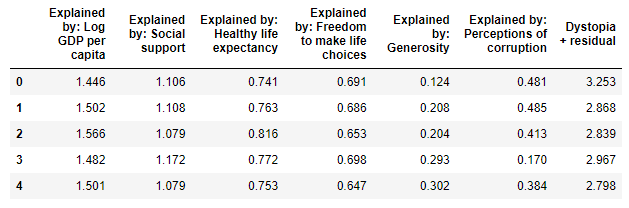 Explained by: Log GDP per capita Explained by: Social support Explained by: Healthy life expectancy Explained by: Freedom to make life choices Explained by: Generosity Explained by: Perceptions of corruption Dystopia + residual
0 1.446 1.106 0.741 0.691 0.124 0.481 3.253
1 1.502 1.108 0.763 0.686 0.208 0.485 2.868
2 1.566 1.079 0.816 0.653 0.204 0.413 2.839
3 1.482 1.172 0.772 0.698 0.293 0.170 2.967
4 1.501 1.079 0.753 0.647 0.302 0.384 2.798